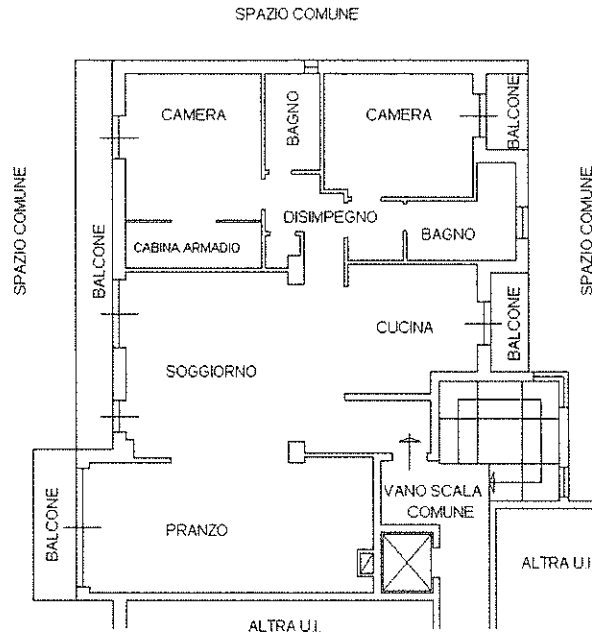 SPAZIO COMUNE
CAMERA
BAGNO
CAMERA
BALCONE
SPAZIO COMUNE
BALCONE
DISIMPEGNO
BAGNO
CABINA ARMADIO
SPAZIO COMUNE
CUCINA
BALCONE
SOGGIORNO
BALCONE
PRANZO
VANO SCALA
COMUNE
ALTRA U.I.
ALTRA U.I.